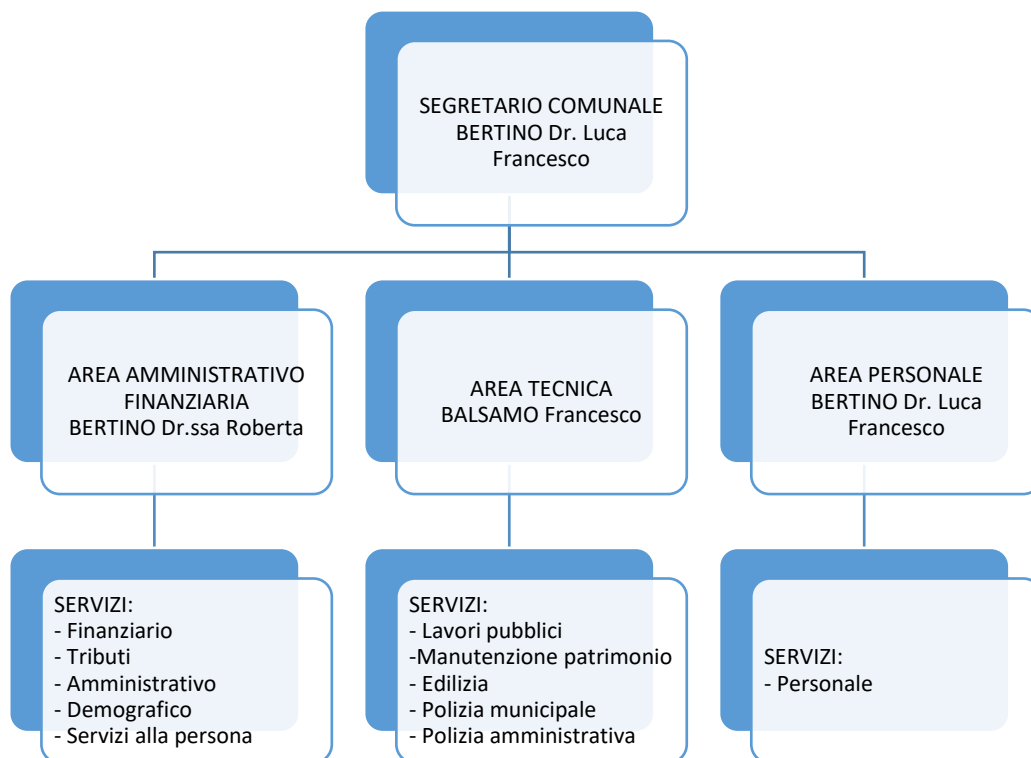 SEGRETARIO COMUNALE
BERTINO Dr. Luca
Francesco
AREA AMMINISTRATIVO
FINANZIARIA
BERTINO Dr.ssa Roberta
AREA TECNICA
BALSAMO Francesco
AREA PERSONALE
BERTINO Dr. Luca
Francesco
SERVIZI:
- Finanziario
- Tributi
- Amministrativo
- Demografico
- Servizi alla persona
SERVIZI:
- Lavori pubblici
-Manutenzione patrimonio
- Edilizia
- Polizia municipale
- Polizia amministrativa
SERVIZI:
- Personale